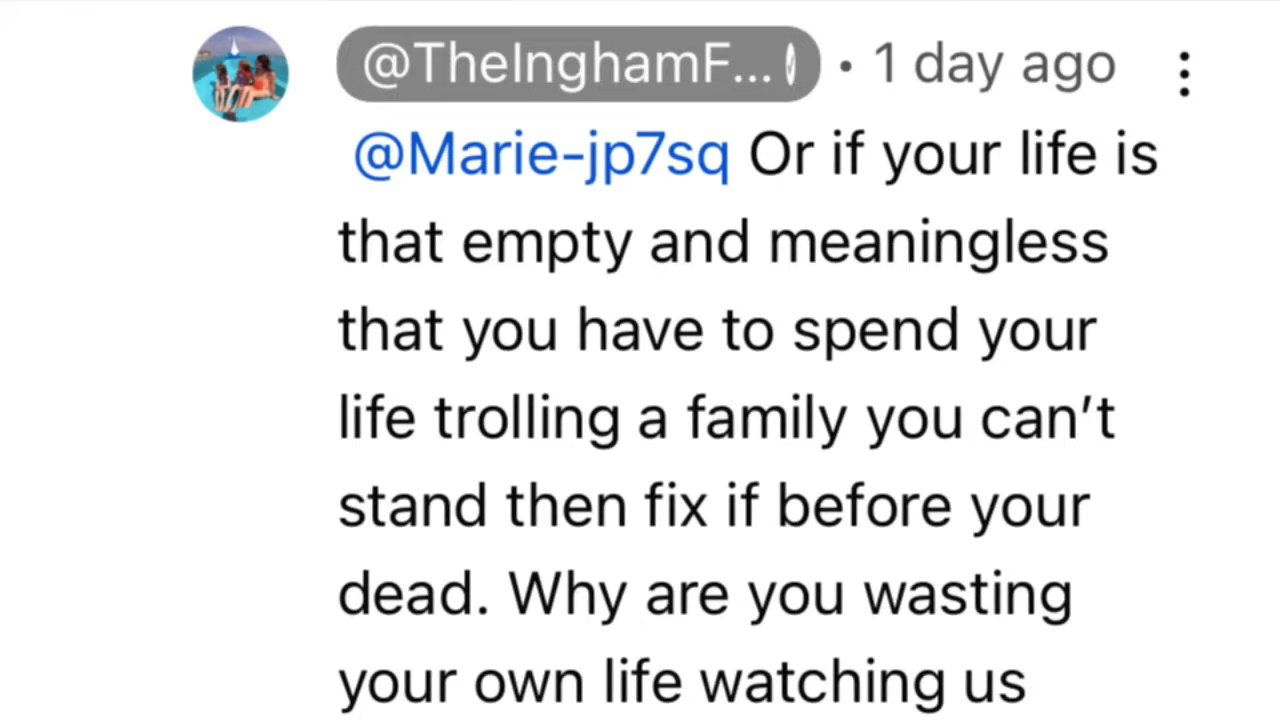 @TheInghamF... • 1 day ago
@Marie-jp7sq Or if your life is
that empty and meaningless
that you have to spend your
life trolling a family you can't
stand then fix if before your
dead. Why are you wasting
your own life watching us